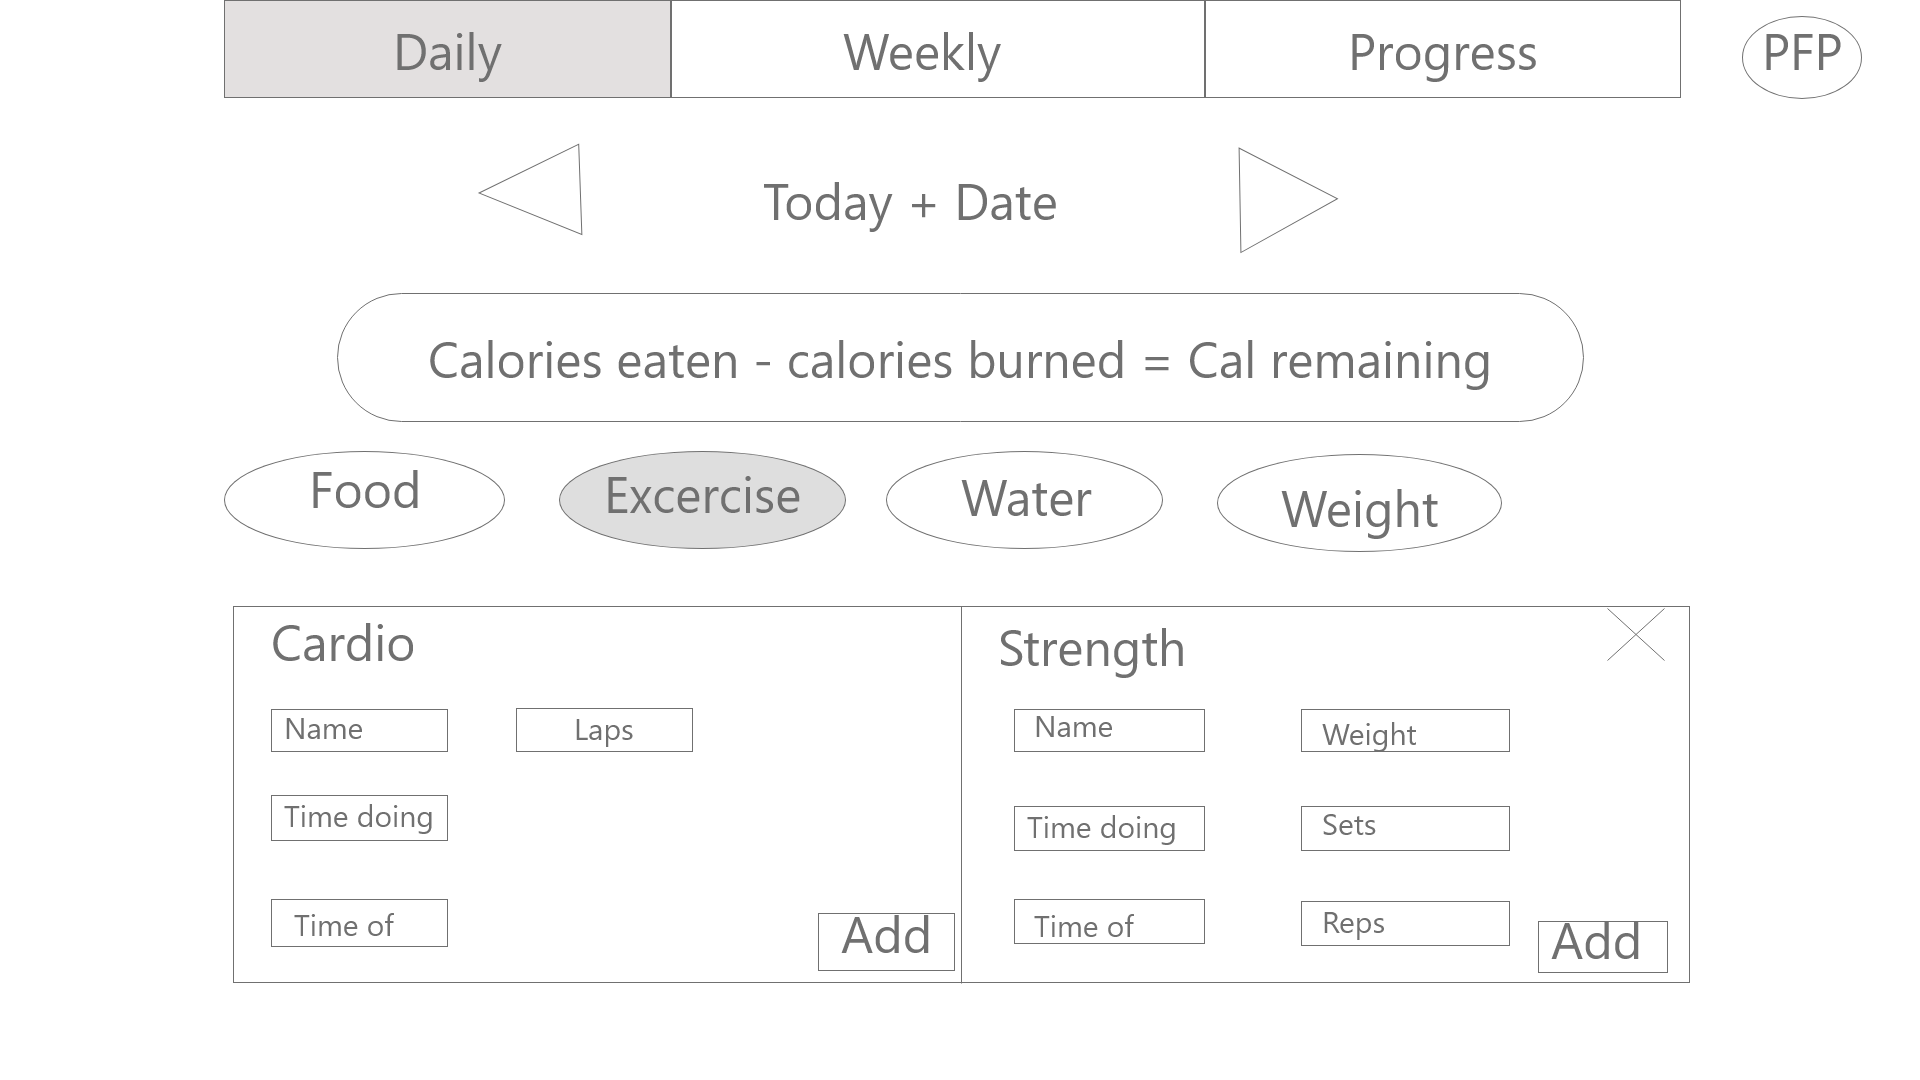 Daily Weekly Progress PFP
Today + Date
Calories eaten - calories burned = Cal remaining
Food Excercise Water Weight
Cardio
Name Laps
Time doing
Time of
Add
Strength
Name Weight
Time doing Sets
Time of Reps
Add